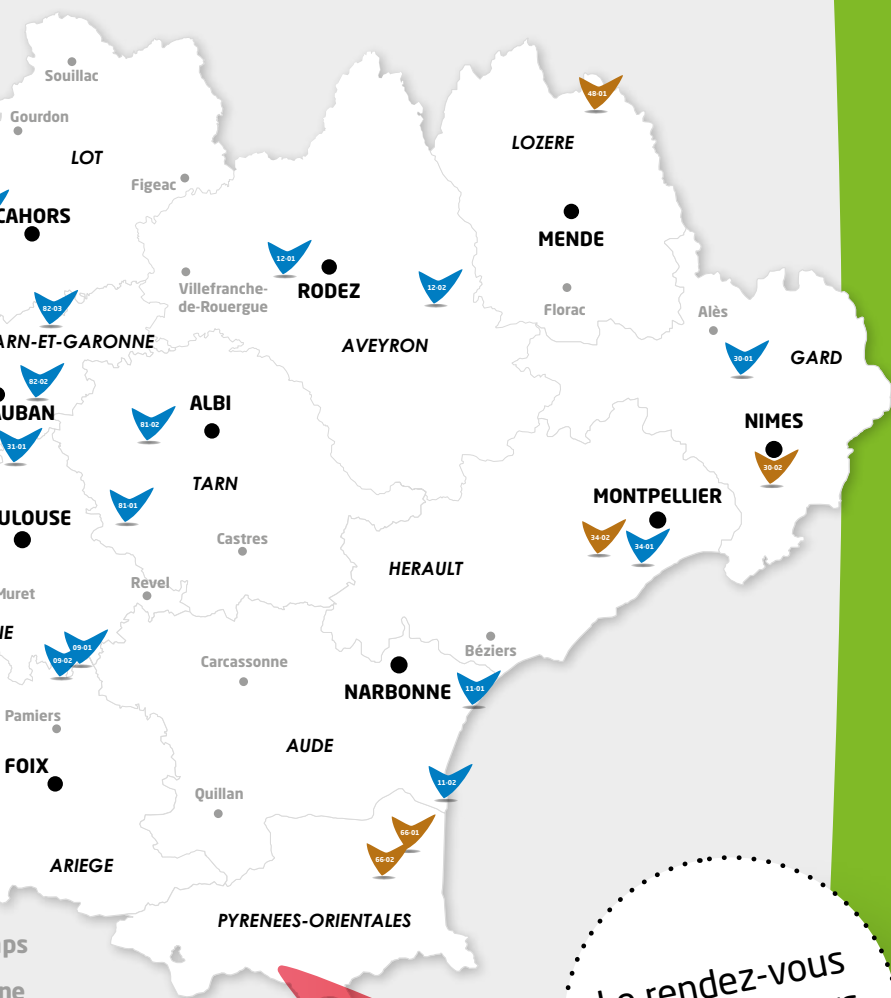 Souillac
Gourdon
LOT
Figeac
CAHORS
48-01
LOZERE
MENDE
Florac
12-01
RODEZ
12-02
Villefranche-
de-Rouergue
AVEYRON
82-03
ARN-ET-GARONNE
82-02
AUBAN
31-01
81-02
ALBI
TARN
81-01
Castres
Revel
ULOUSE
Muret
IE
Alès
30-01
GARD
NIMES
30-02
MONTPELLIER
34-02
34-01
HERAULT
Béziers
09-01
09-02
Carcassonne
NARBONNE
11-01
Pamiers
FOIX
AUDE
11-02
Quillan
66-01
66-02
ARIEGE
PYRENEES-ORIENTALES
ps
ne
rendez-vous